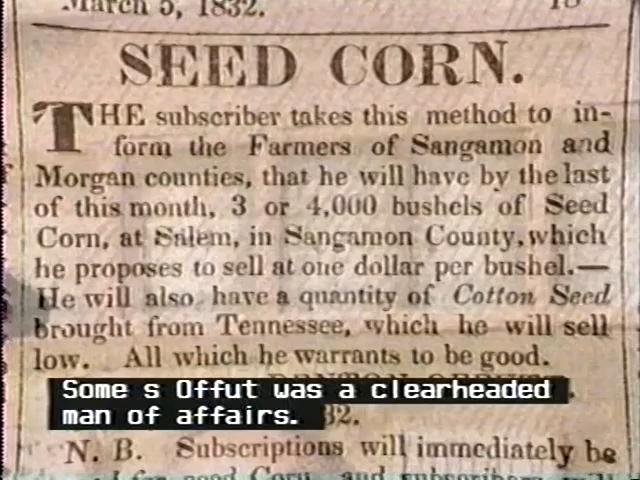 March 5, 1832.
SEED CORN.
THE subscriber takes this method to in-
form the Farmers of Sangamon and
Morgan counties, that he will have by the last
of this month, 3 or 4,000 bushels of Seed
Corn, at Salem, in Sangamon County, which
he proposes to sell at one dollar per bushel.—
He will also have a quantity of Cotton Seed
brought from Tennessee, which he will sell
low. All which he warrants to be good.
Some s Offut was a clearheaded
man of affairs.
32.
N. B. Subscriptions will immediately be
Corn, and